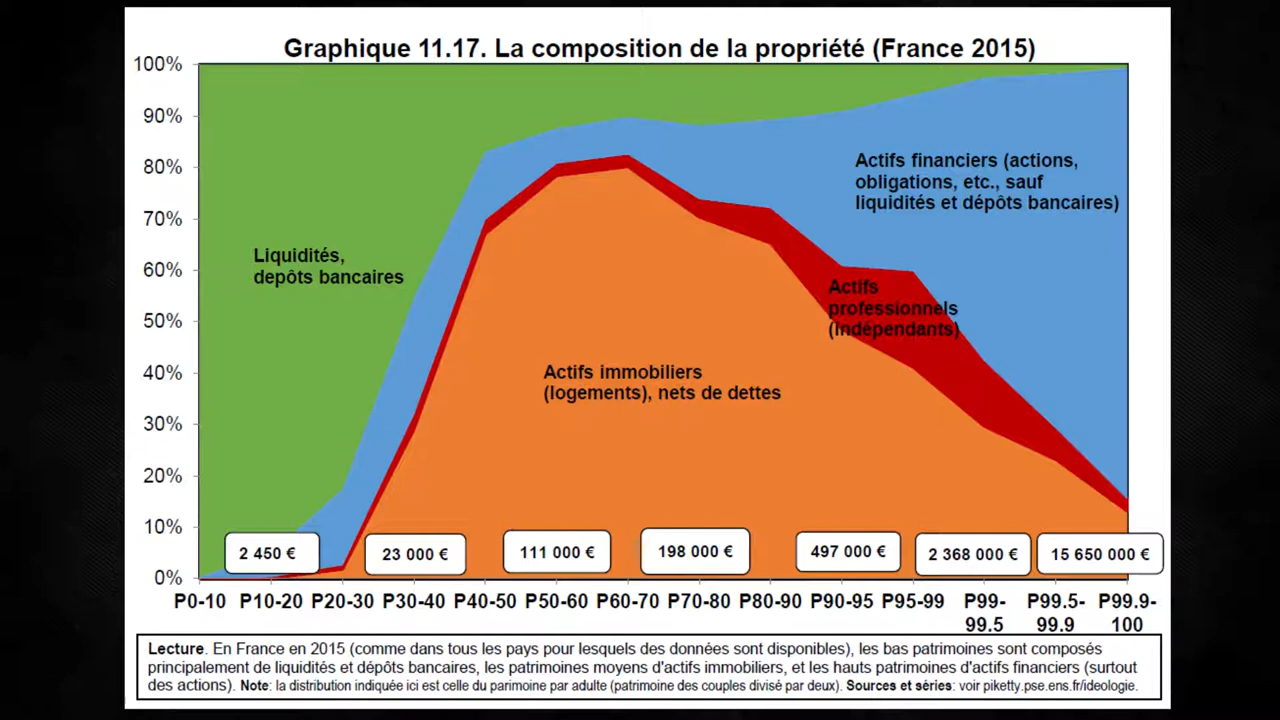 Graphique 11.17. La composition de la propriété (France 2015)
100%
90%
80%
70%
60%
50%
40%
30%
20%
10%
0%
Actifs financiers (actions,
obligations, etc., sauf
liquidités et dépôts bancaires)
Liquidités,
depôts bancaires
Actifs
professionnels
(indépendants)
Actifs immobiliers
(logements), nets de dettes
2 450 €
23 000 €
111 000 €
198 000 €
497 000 €
2 368 000 €
15 650 000 €
P0-10 P10-20 P20-30 P30-40 P40-50 P50-60 P60-70 P70-80 P80-90 P90-95 P95-99 P99- P99.5- P99.9-
99.5 99.9 100
Lecture. En France en 2015 (comme dans tous les pays pour lesquels des données sont disponibles), les bas patrimoines sont composés
principalement de liquidités et dépôts bancaires, les patrimoines moyens d'actifs immobiliers, et les hauts patrimoines d'actifs financiers (surtout
des actions). Note: la distribution indiquée ici est celle du parimoine par adulte (patrimoine des couples divisé par deux). Sources et séries: voir piketty.pse.ens.fr/ideologie.